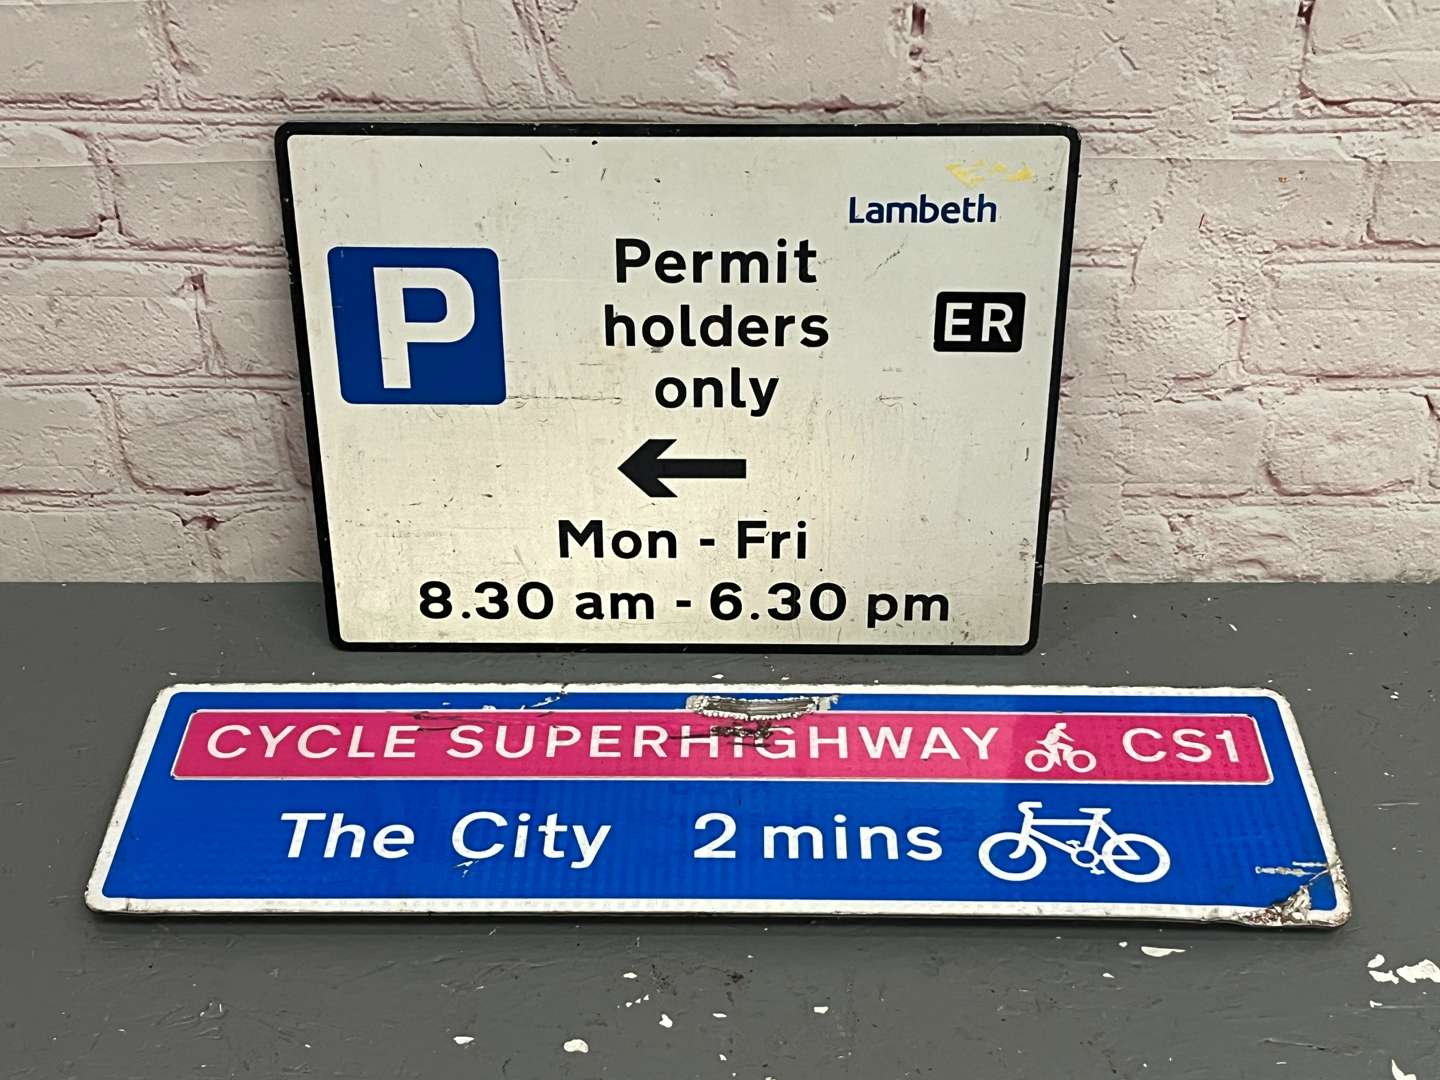 Lambeth
P
Permit
holders
only
ER
Mon - Fri
8.30 am - 6.30 pm
CYCLE SUPERHIGHWAY CS1
The City 2 mins